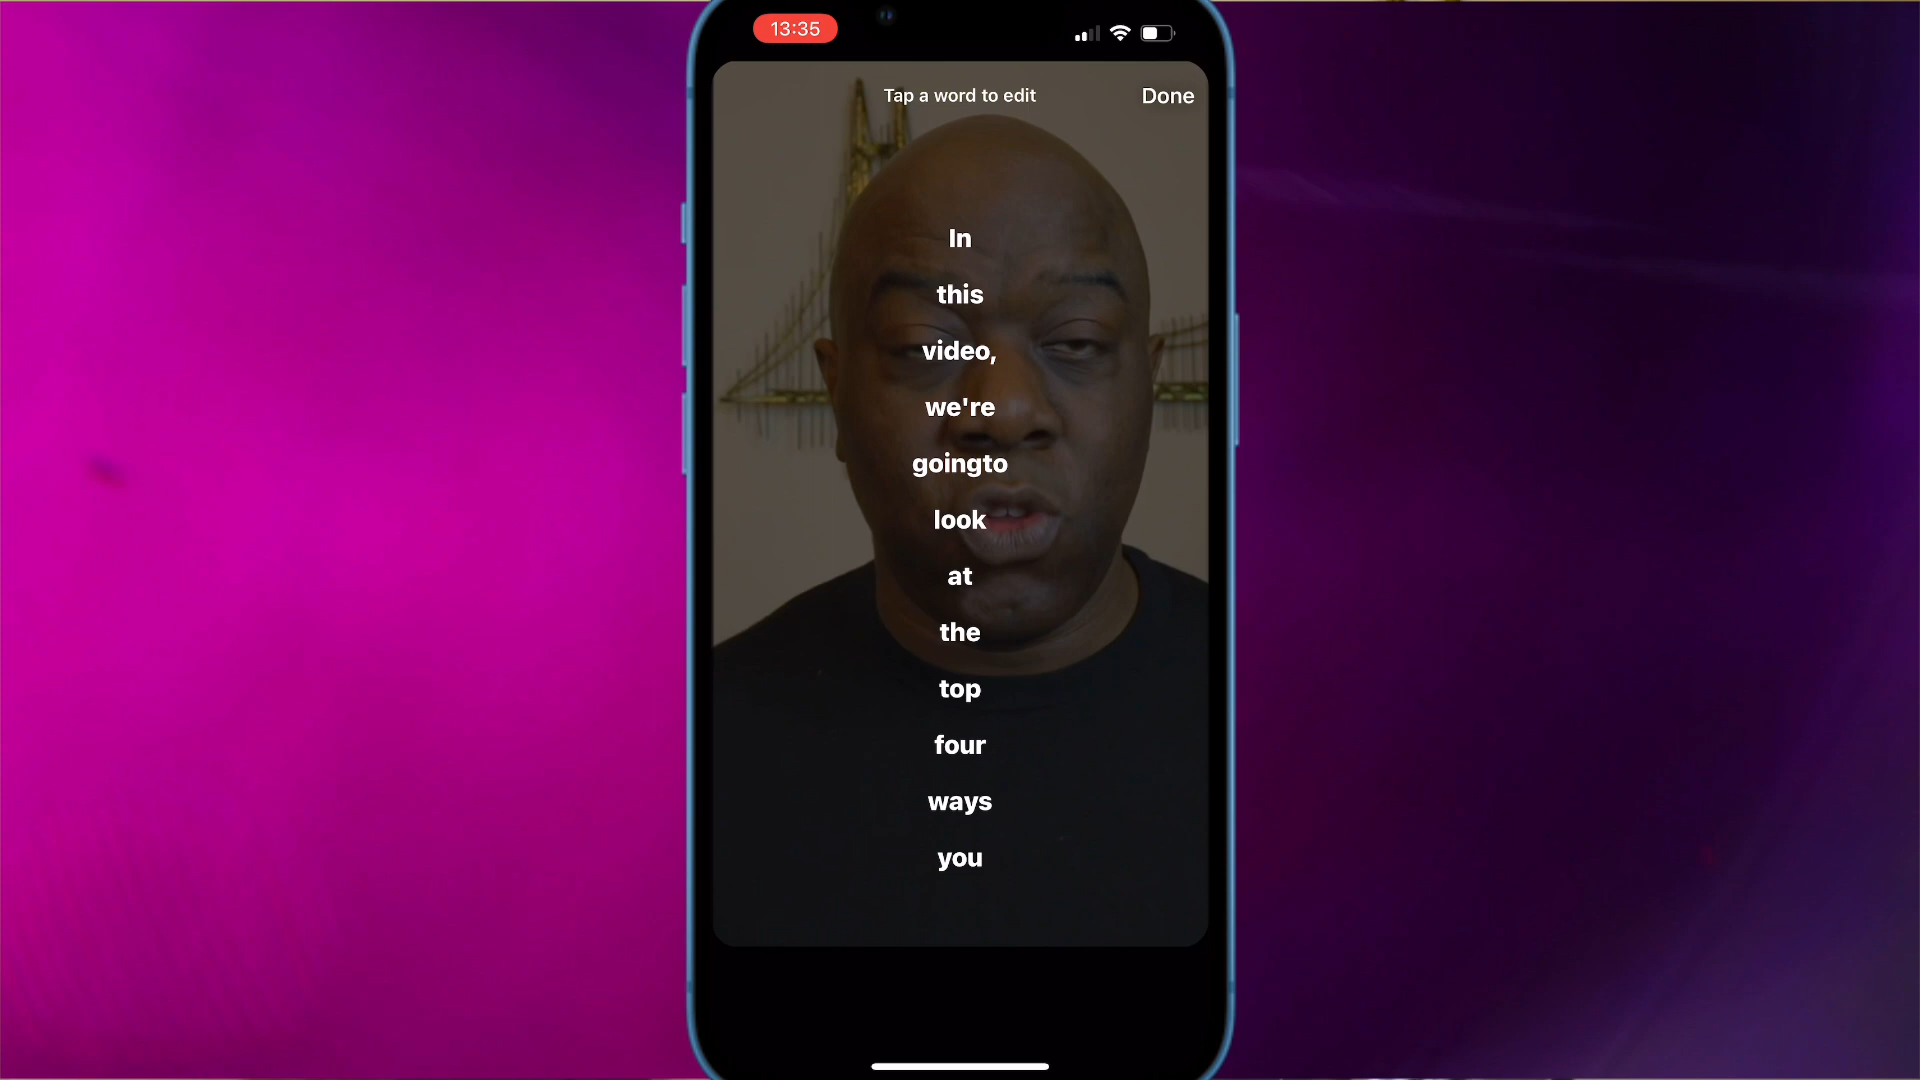 13:35
Tap a word to edit
Done
In
this
video,
we're
goingto
look
at
the
top
four
ways
you